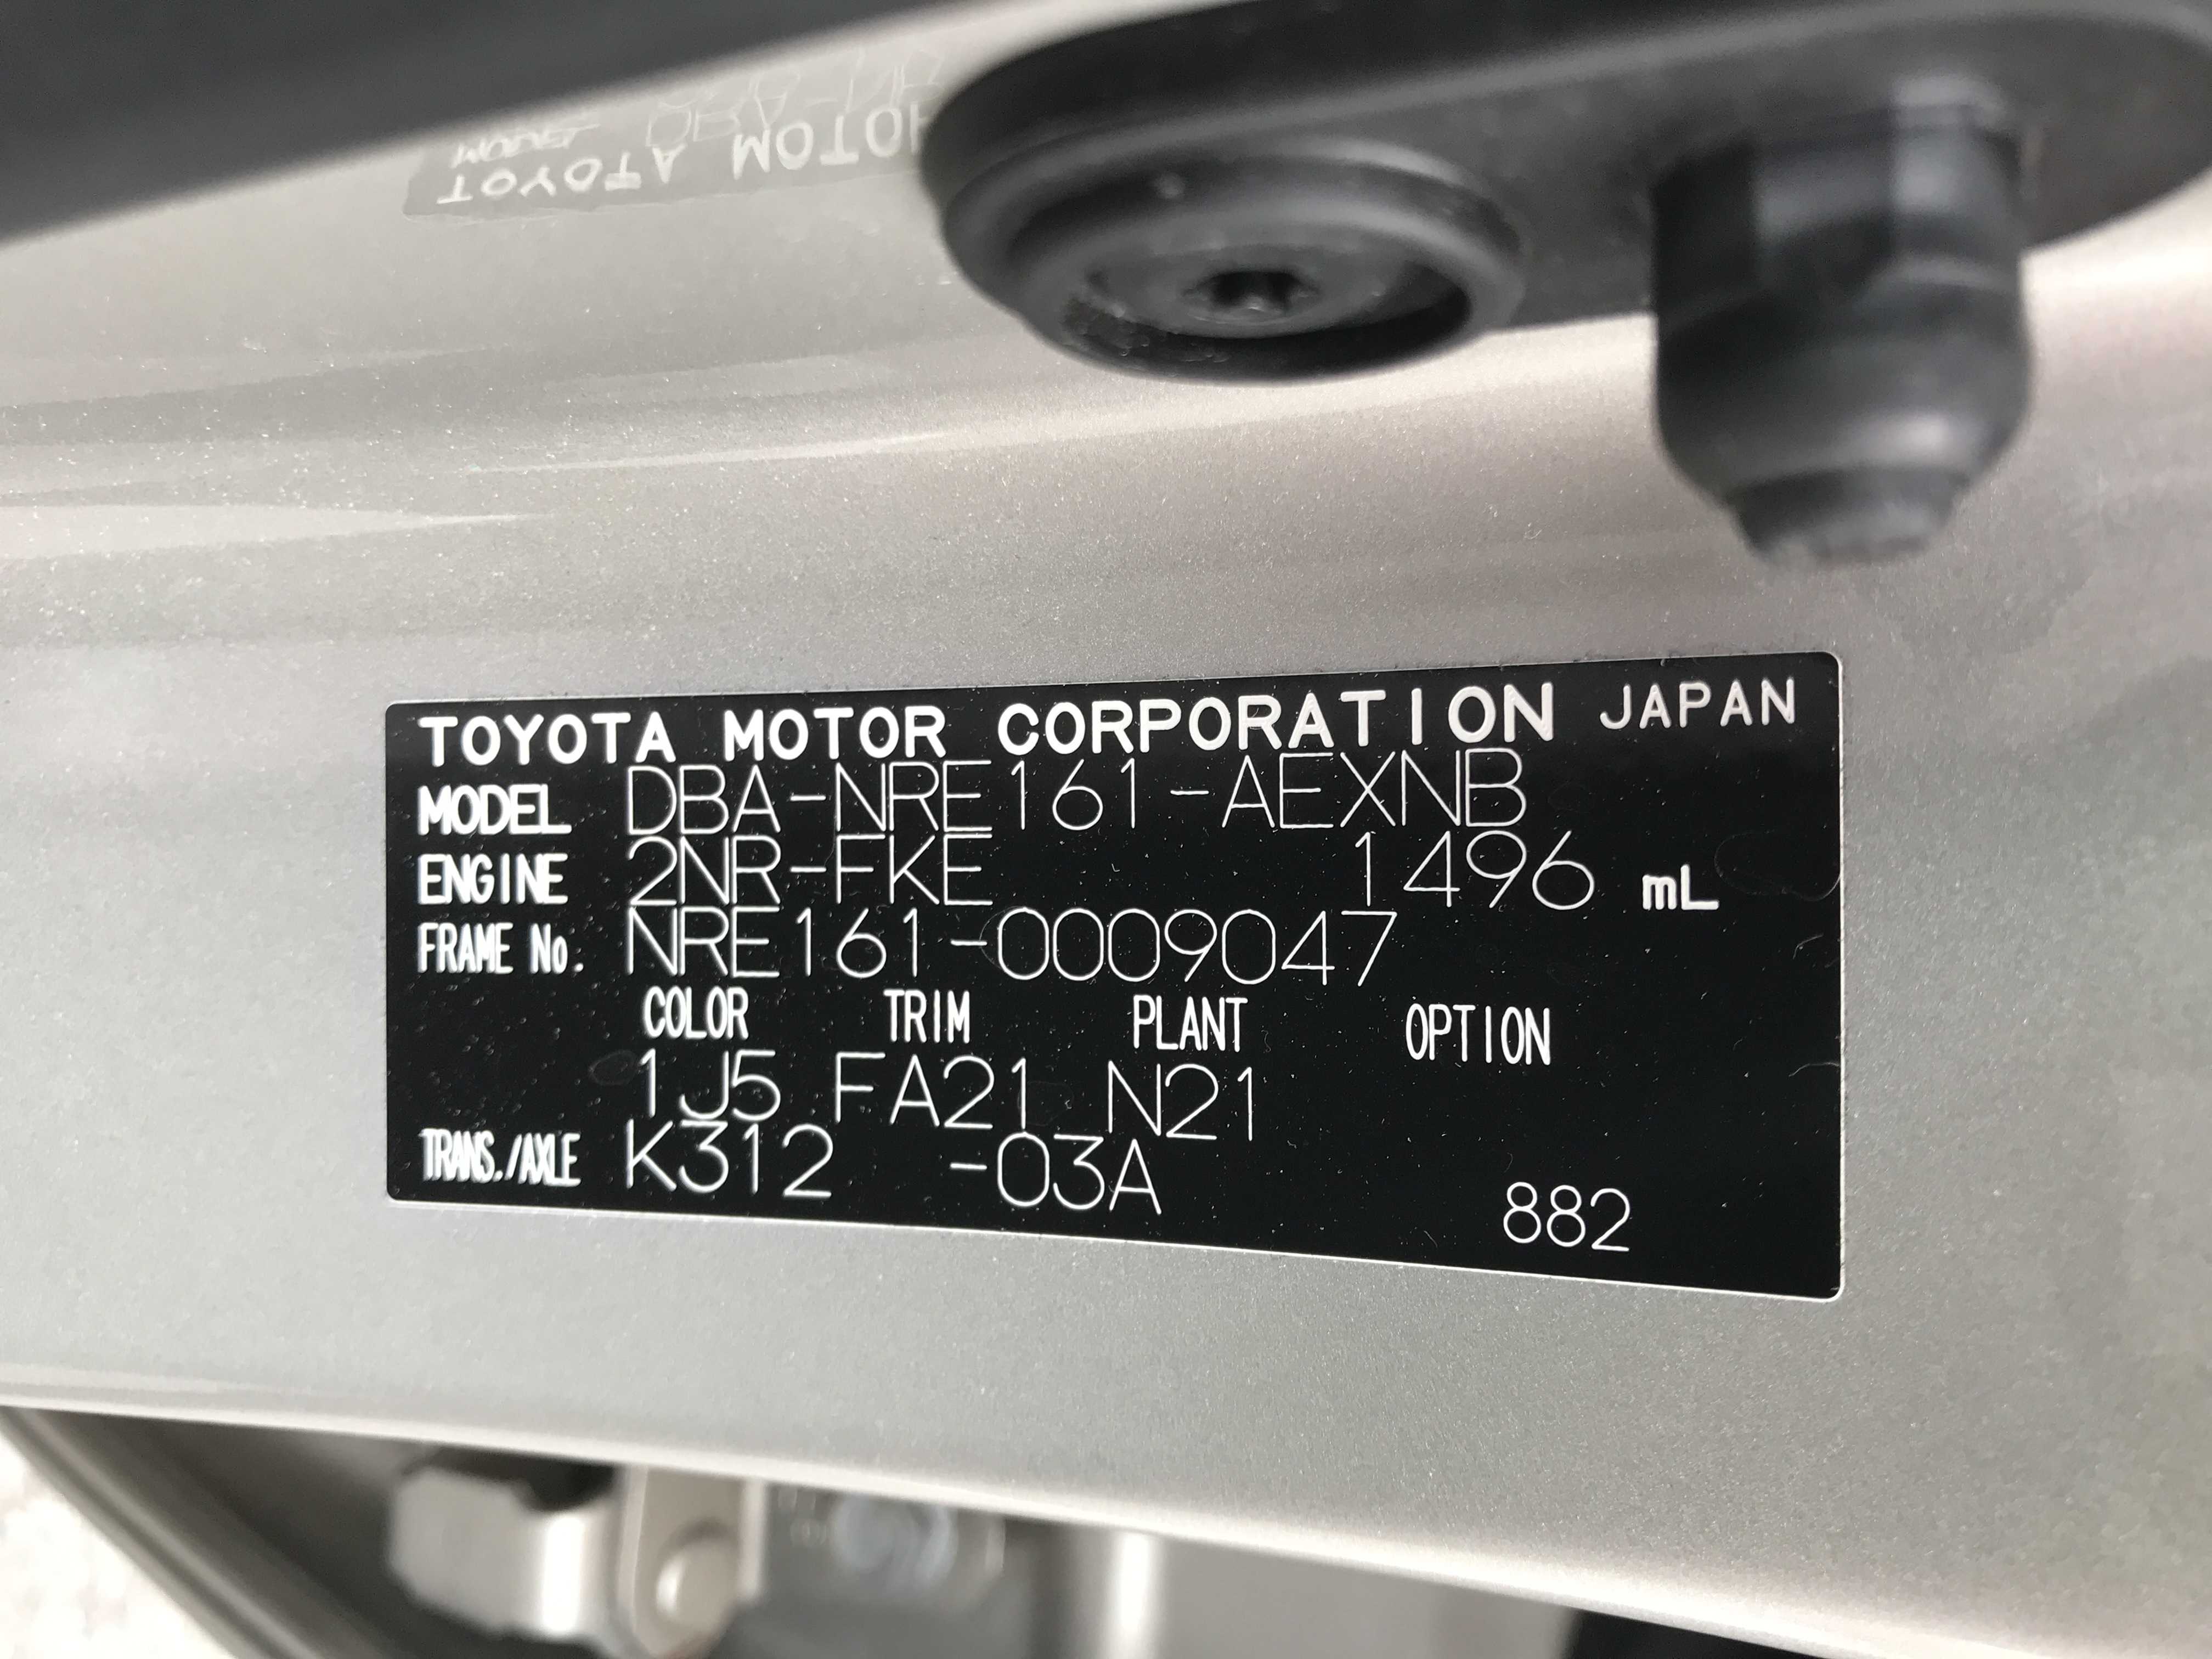 TOYOTA MOTOR CORPORATION JAPAN
MODEL DBA-NRE161-AEXNB
ENGINE 2NR-FKE 1496 mL
FRAME No. NRE161-0009047
COLOR TRIM PLANT OPTION
1J5 FA21 N21
TRANS./AXLE K312 -03A
882